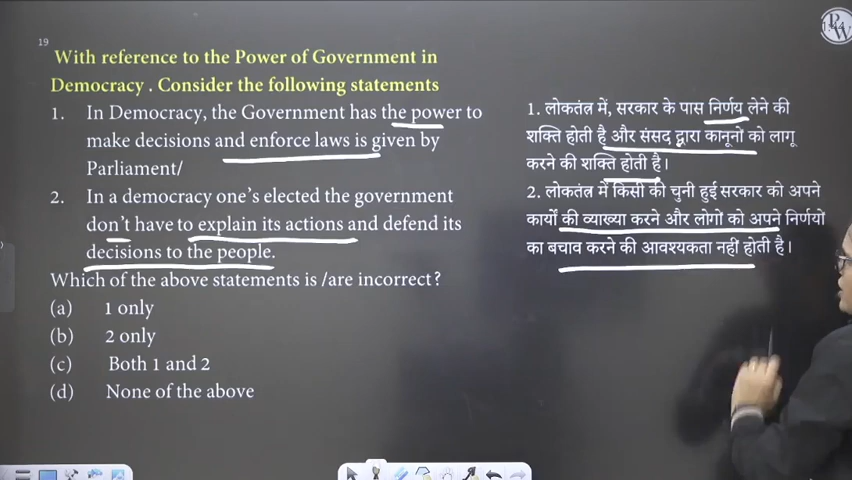 19
With reference to the Power of Government in
Democracy . Consider the following statements
1. In Democracy, the Government has the power to
make decisions and enforce laws is given by
Parliament/
2. In a democracy one's elected the government
don't have to explain its actions and defend its
decisions to the people.
Which of the above statements is /are incorrect?
(a) 1 only
(b) 2 only
(c) Both 1 and 2
(d) None of the above
1. लोकतंत्र में, सरकार के पास निर्णय लेने की
शक्ति होती है और संसद द्वारा कानूनों को लागू
करने की शक्ति होती है।
2. लोकतंत्र में किसी की चुनी हुई सरकार को अपने
कार्यों की व्याख्या करने और लोगों को अपने निर्णयों
का बचाव करने की आवश्यकता नहीं होती है।